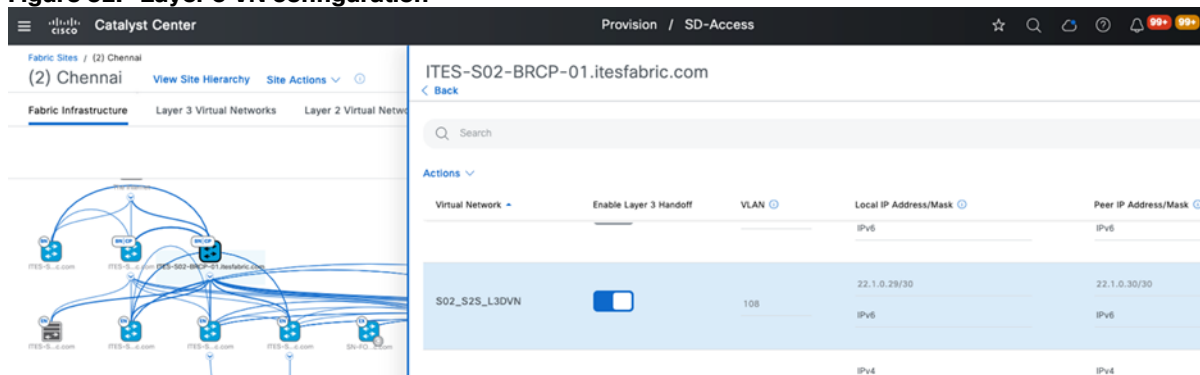 Figure 32: Layer 3 VN configuration
cisco Catalyst Center
Provision / SD-Access
99+ 99+
Fabric Sites / (2) Chennai
(2) Chennai View Site Hierarchy Site Actions
Fabric Infrastructure Layer 3 Virtual Networks Layer 2 Virtual Netwo
BR|CP BR|CP
ITES-S...c.com ITES-S...c.com ITES-S02-BRCP-01.itesfabric.com
ITES-S...c.com ITES-S...c.com ITES-S...c.com ITES-S...c.com SN-FO...c.com
ITES-S02-BRCP-01.itesfabric.com
< Back
Search
Actions
Virtual Network Enable Layer 3 Handoff VLAN Local IP Address/Mask Peer IP Address/Mask
IPv6 IPv6
22.1.0.29/30 22.1.0.30/30
S02_S2S_L3DVN 108
IPv6 IPv6
IPv4 IPv4